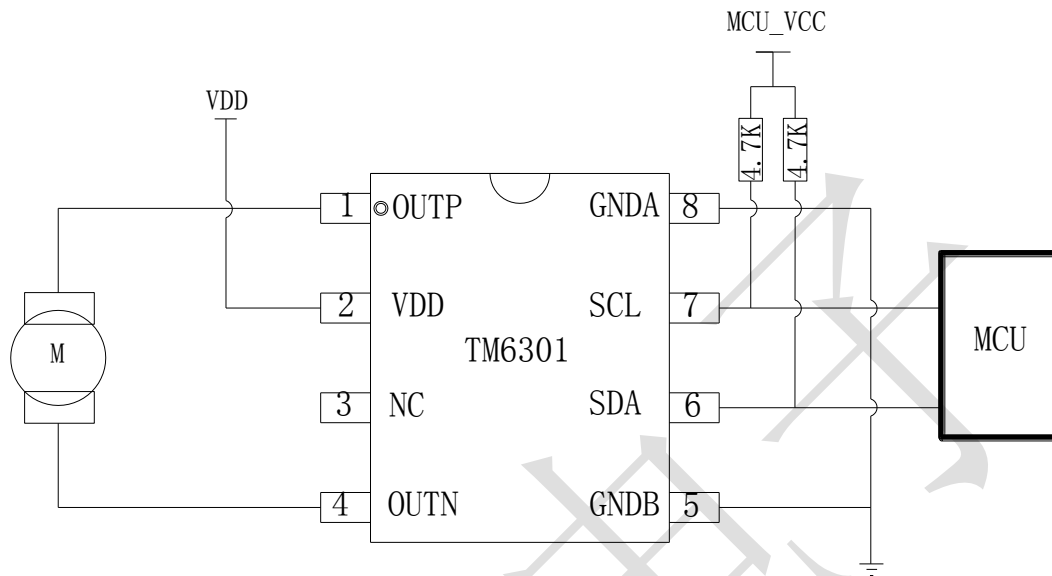 MCU_VCC
VDD
4.7K
4.7K
1 OUTP
GNDA 8
2 VDD
SCL 7
TM6301
M
MCU
3 NC
SDA 6
4 OUTN
GNDB 5